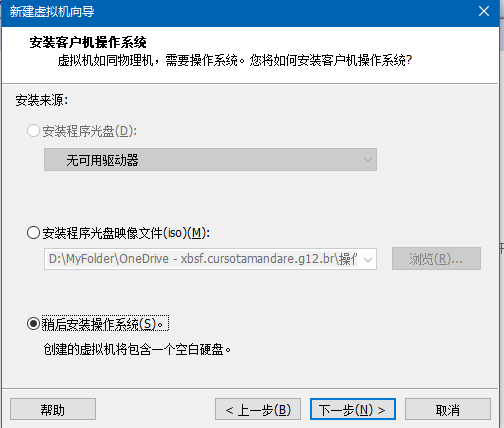 新建虚拟机向导
安装客户机操作系统
虚拟机如同物理机，需要操作系统。您将如何安装客户机操作系统?
安装来源:
安装程序光盘(D):
无可用驱动器
安装程序光盘映像文件(iso)(M):
D:\MyFolder\OneDrive - xbsf.cursotamandare.g12.br\操作
浏览(R)...
稍后安装操作系统(S)。
创建的虚拟机将包含一个空白硬盘。
帮助
< 上一步(B)
下一步(N) >
取消